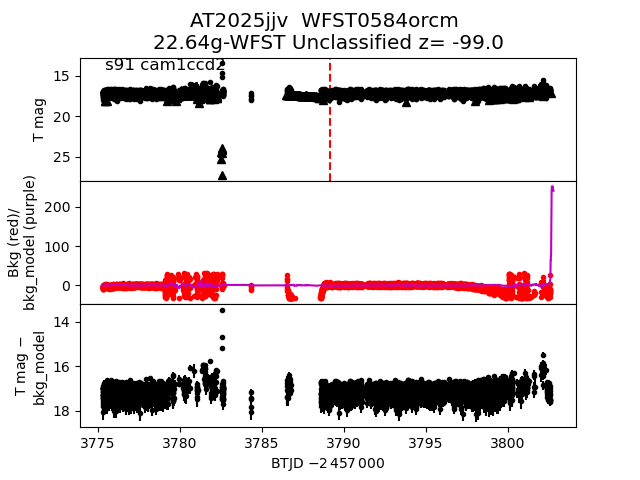 AT2025jjv  WFST0584orcm
22.64g-WFST Unclassified z= -99.0
s91 cam1ccd2
15
20
25
T mag
200
100
0
Bkg (red)/
bkg_model (purple)
14
16
18
T mag −
bkg_model
3775 3780 3785 3790 3795 3800
BTJD −2 457 000